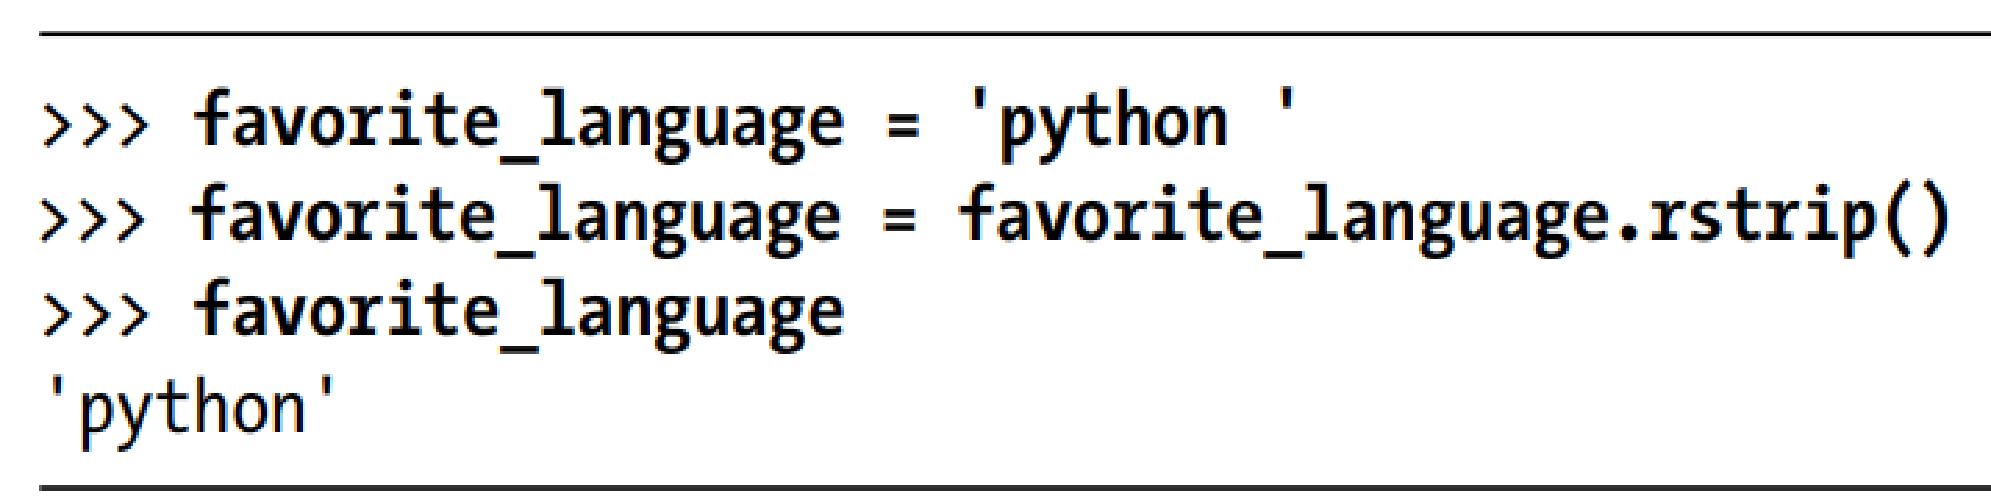 >>> favorite_language = 'python '
>>> favorite_language = favorite_language.rstrip()
>>> favorite_language
'python'